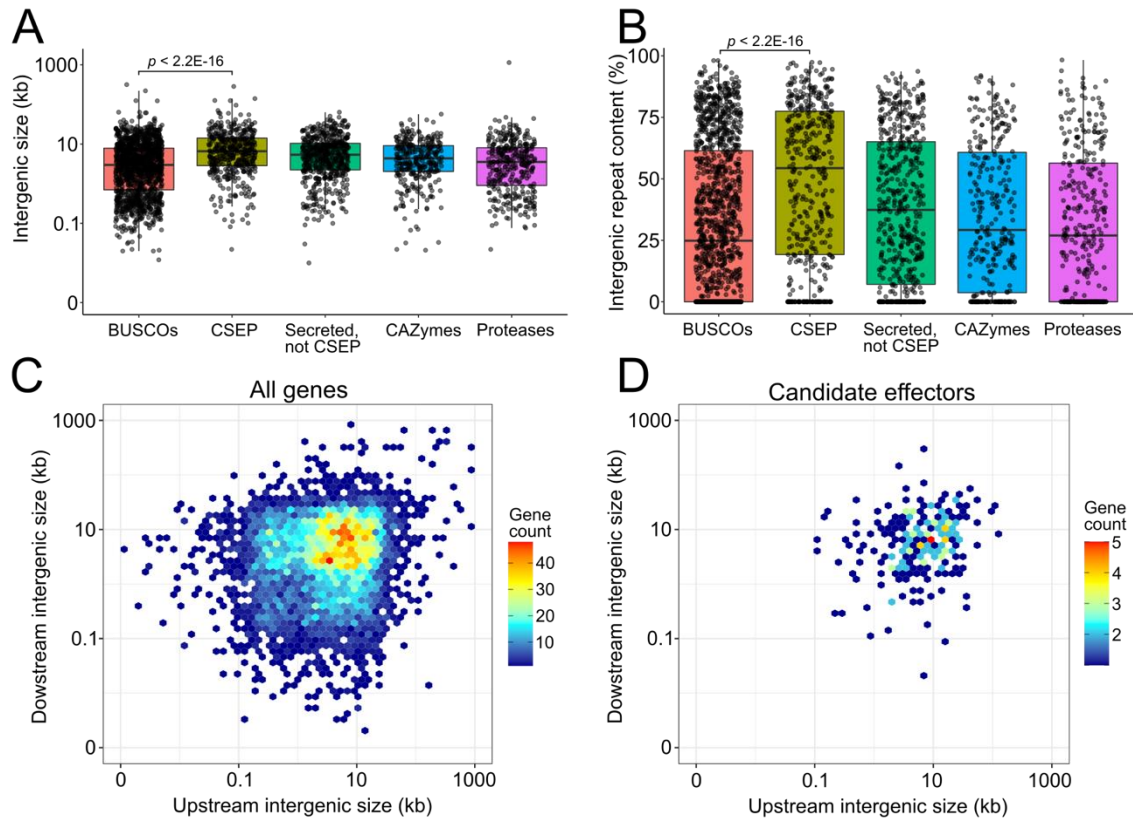 A
p < 2.2E-16
Intergenic size (kb)
1000
10
0.1
0
BUSCOs
CSEP
Secreted,
not CSEP
CAZymes
Proteases
B
p < 2.2E-16
Intergenic repeat content (%)
100
75
50
25
0
BUSCOs
CSEP
Secreted,
not CSEP
CAZymes
Proteases
C
All genes
Dowstream intergenic size (kb)
1000
10
0.1
0
0
0.1
10
1000
Upstream intergenic size (kb)
Gene
count
40
30
20
10
D
Candidate effectors
Dowstream intergenic size (kb)
1000
10
0.1
0
0
0.1
10
1000
Upstream intergenic size (kb)
Gene
count
5
4
3
2